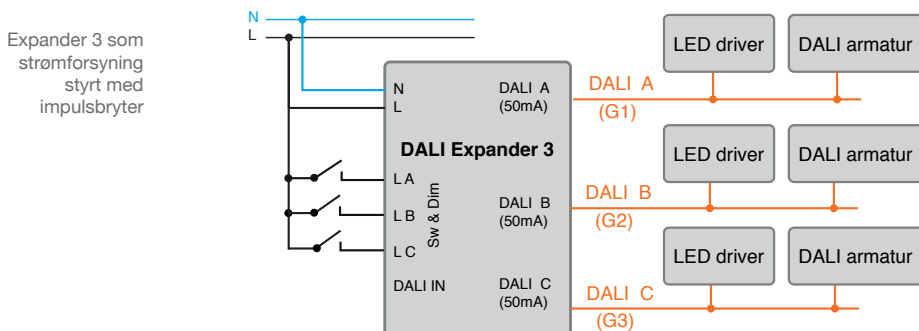 Expander 3 som
strømforsyning
styrt med
impulsbryter
N
L
N
L
DALI Expander 3
L A
L B
L C
Sw & Dim
DALI IN
DALI A
(50mA)
DALI B
(50mA)
DALI C
(50mA)
DALI A
(G1)
LED driver
DALI armatur
DALI B
(G2)
LED driver
DALI armatur
DALI C
(G3)
LED driver
DALI armatur